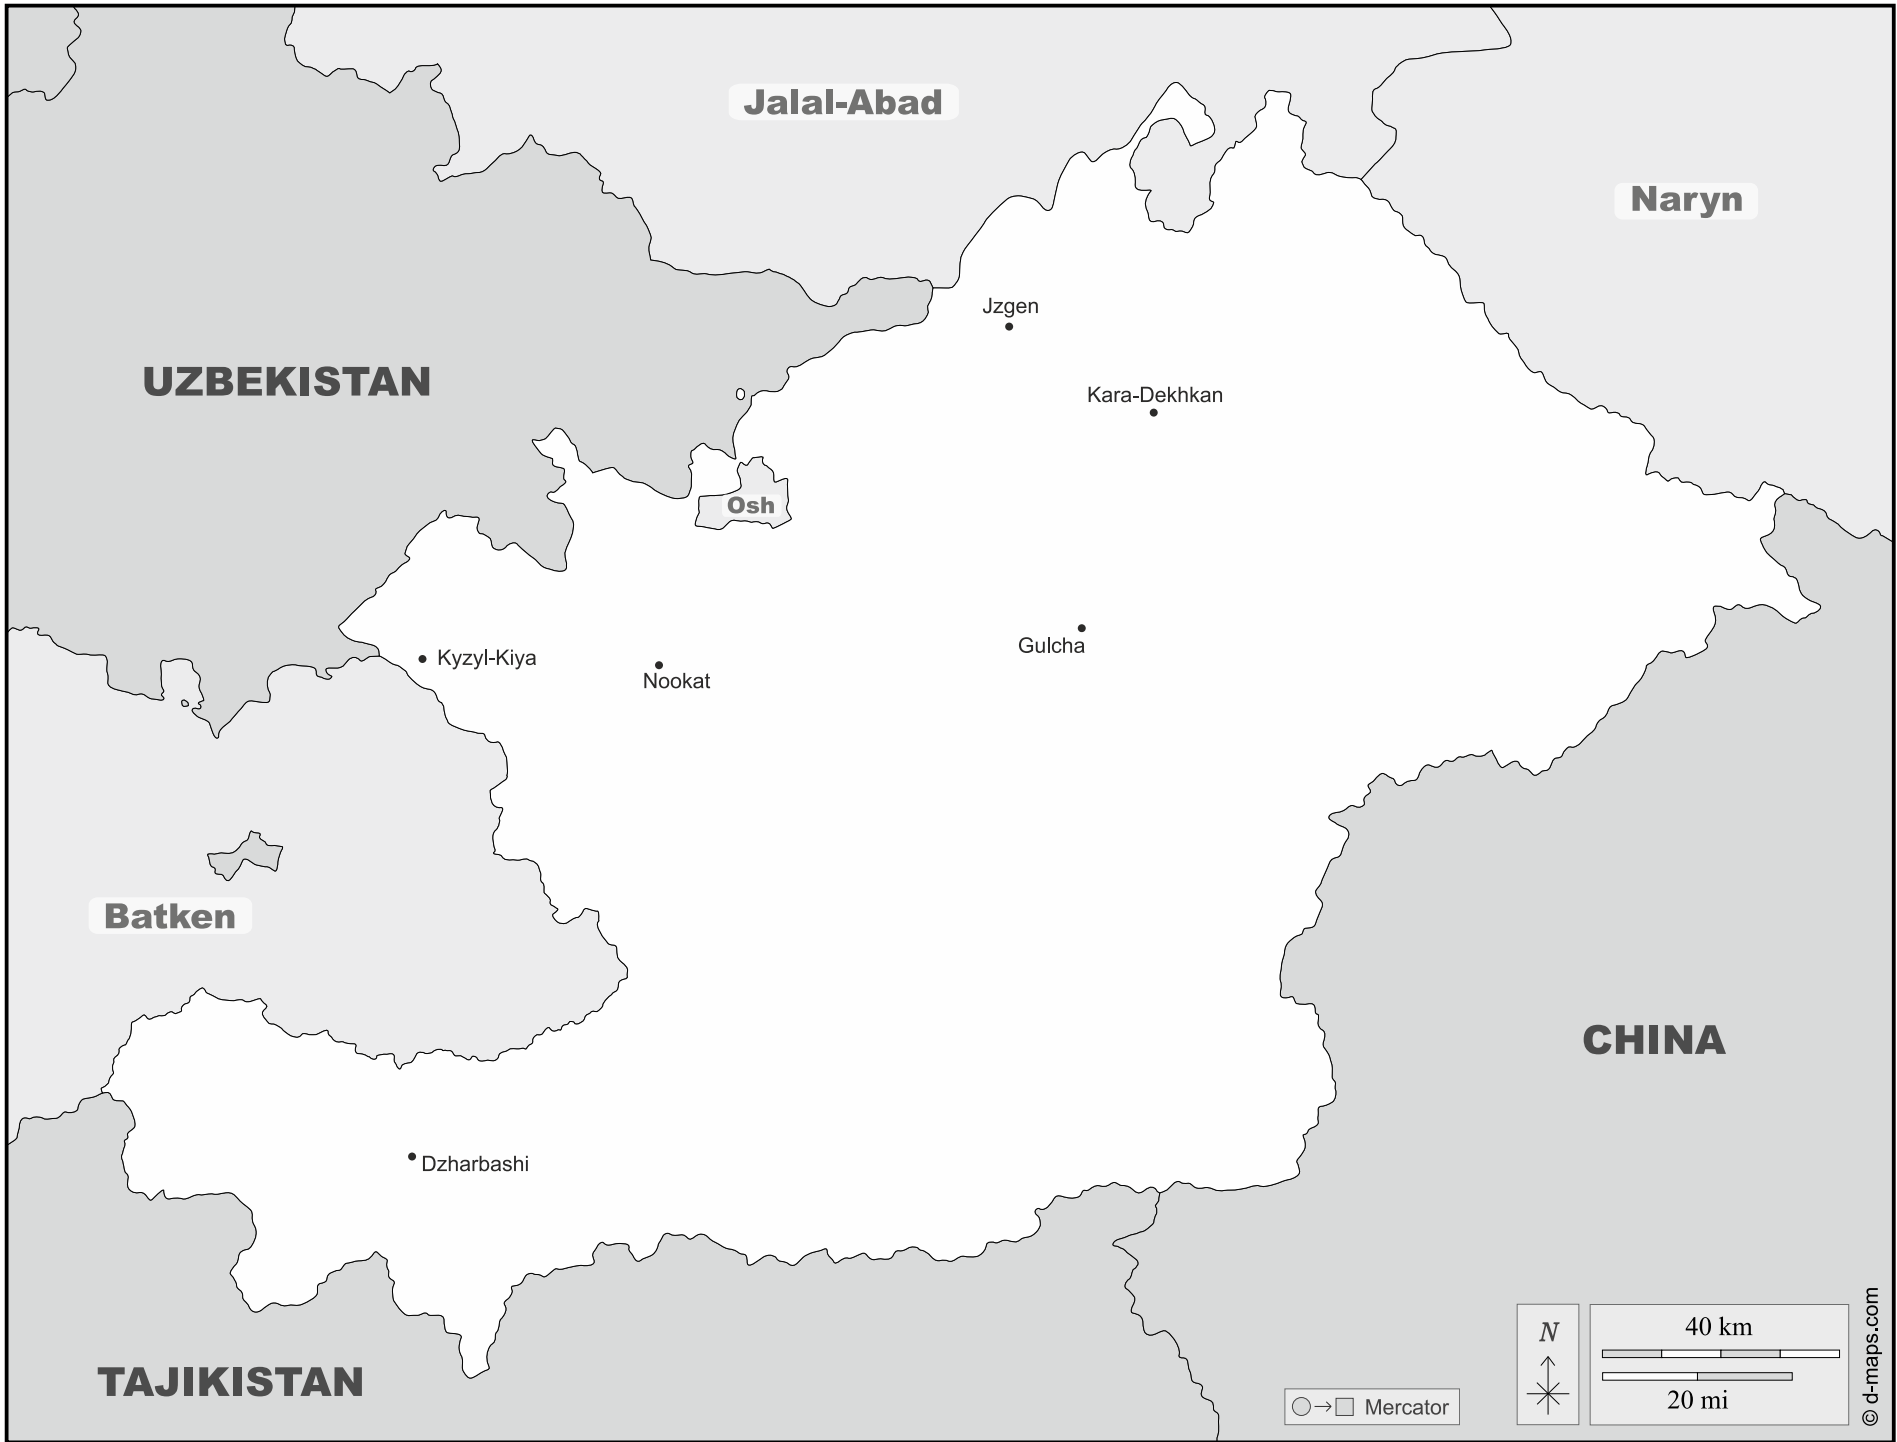 Jalal-Abad
Naryn
Jzgen
UZBEKISTAN
Kara-Dekhkan
Osh
Gulcha
Kyzyl-Kiya
Nookat
Batken
CHINA
Dzharbashi
TAJIKISTAN
N
40 km
20 mi
Mercator
© d-maps.com